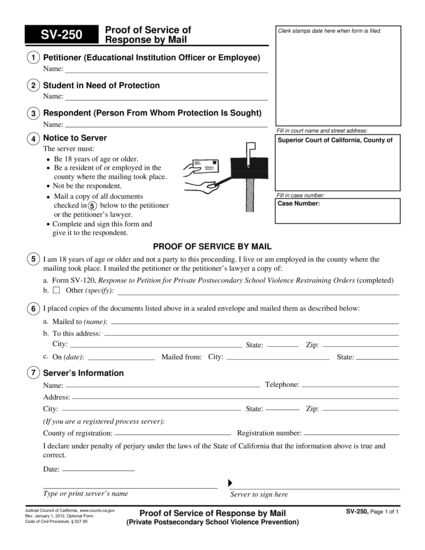 SV-250
Proof of Service of
Response by Mail
Clerk stamps date here when form is filed.
1 Petitioner (Educational Institution Officer or Employee)
Name:
2 Student in Need of Protection
Name:
3 Respondent (Person From Whom Protection Is Sought)
Name:
Fill in court name and street address:
Superior Court of California, County of
4 Notice to Server
The server must:
• Be 18 years of age or older.
• Be a resident of or employed in the
county where the mailing took place.
• Not be the respondent.
• Mail a copy of all documents
checked in 5 below to the petitioner
or the petitioner's lawyer.
• Complete and sign this form and
give it to the respondent.
Fill in case number:
Case Number:
PROOF OF SERVICE BY MAIL
5 I am 18 years of age or older and not a party to this proceeding. I live or am employed in the county where the
mailing took place. I mailed the petitioner or the petitioner's lawyer a copy of:
a. Form SV-120, Response to Petition for Private Postsecondary School Violence Restraining Orders (completed)
b. Other (specify):
6 I placed copies of the documents listed above in a sealed envelope and mailed them as described below:
a. Mailed to (name):
b. To this address:
City: State: Zip:
c. On (date): Mailed from: City: State:
7 Server's Information
Name: Telephone:
Address:
City: State: Zip:
(If you are a registered process server):
County of registration: Registration number:
I declare under penalty of perjury under the laws of the State of California that the information above is true and
correct.
Date:
Type or print server's name
Server to sign here
Judicial Council of California, www.courts.ca.gov
Rev. January 1, 2012, Optional Form
Code of Civil Procedure, § 527.85
Proof of Service of Response by Mail
(Private Postsecondary School Violence Prevention)
SV-250, Page 1 of 1